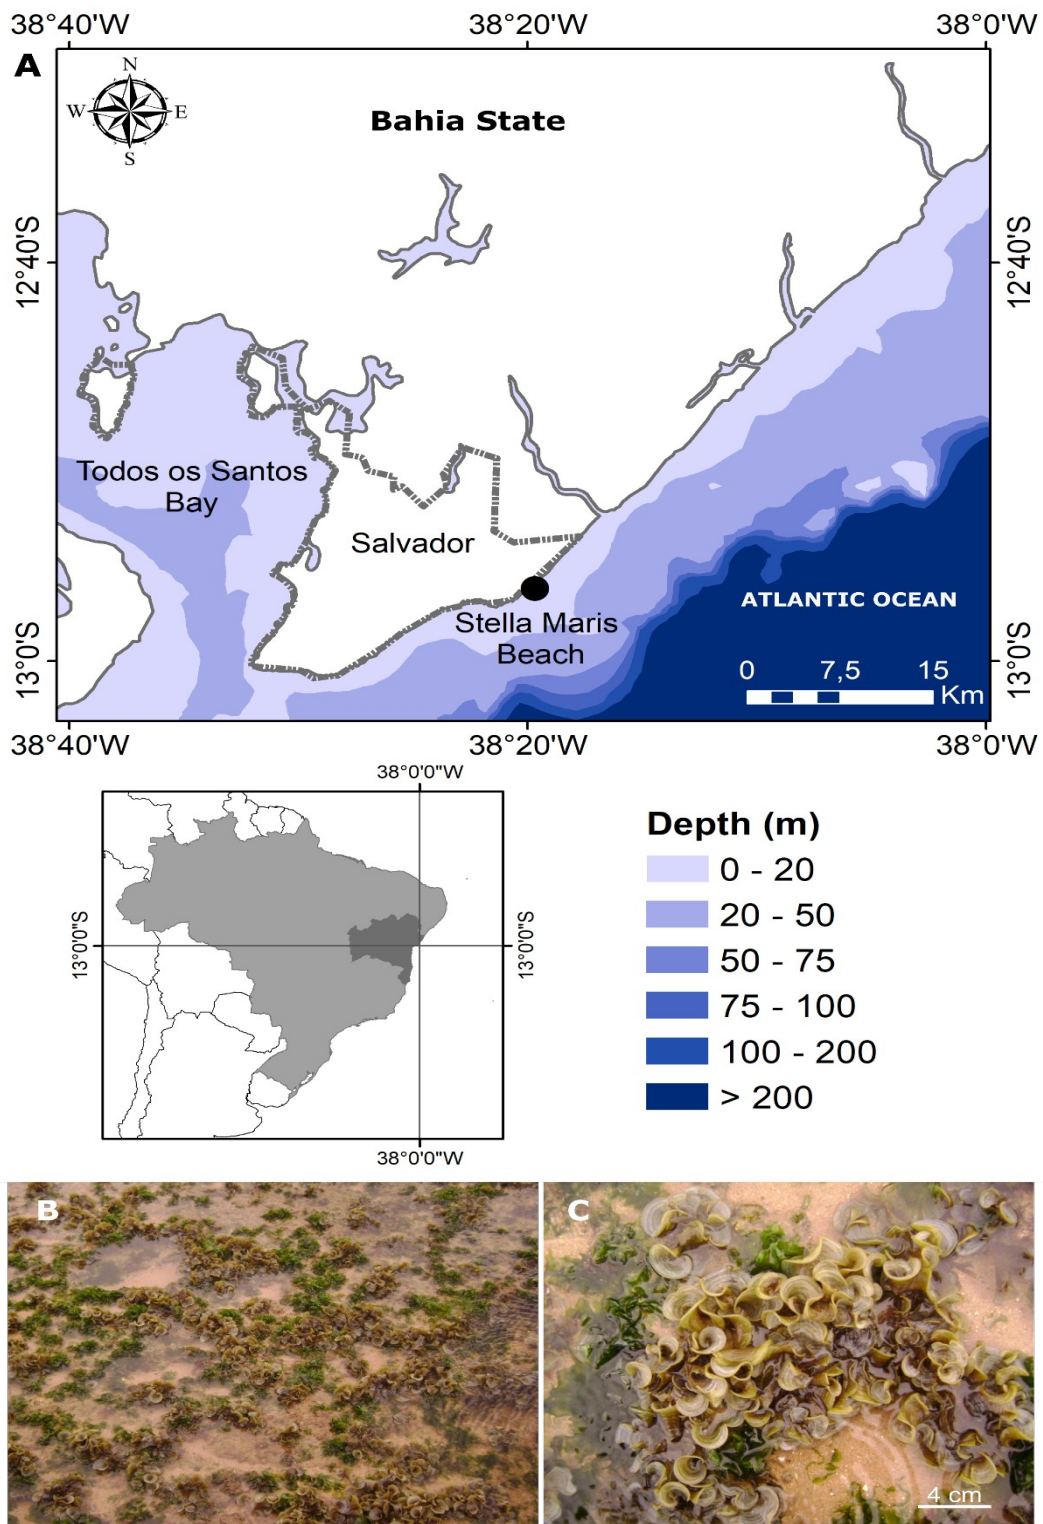 38°40'W 38°20'W 38°0'W
A
N
W E
S
Bahia State
12°40'S 12°40'S
Todos os Santos
Bay
Salvador
Stella Maris
Beach
ATLANTIC OCEAN
0 7,5 15
Km
13°0'S 13°0'S
38°40'W 38°20'W 38°0'W
38°0'0"W
13°0'0"S 13°0'0"S
38°0'0"W
Depth (m)
0 - 20
20 - 50
50 - 75
75 - 100
100 - 200
> 200
B
C
4 cm